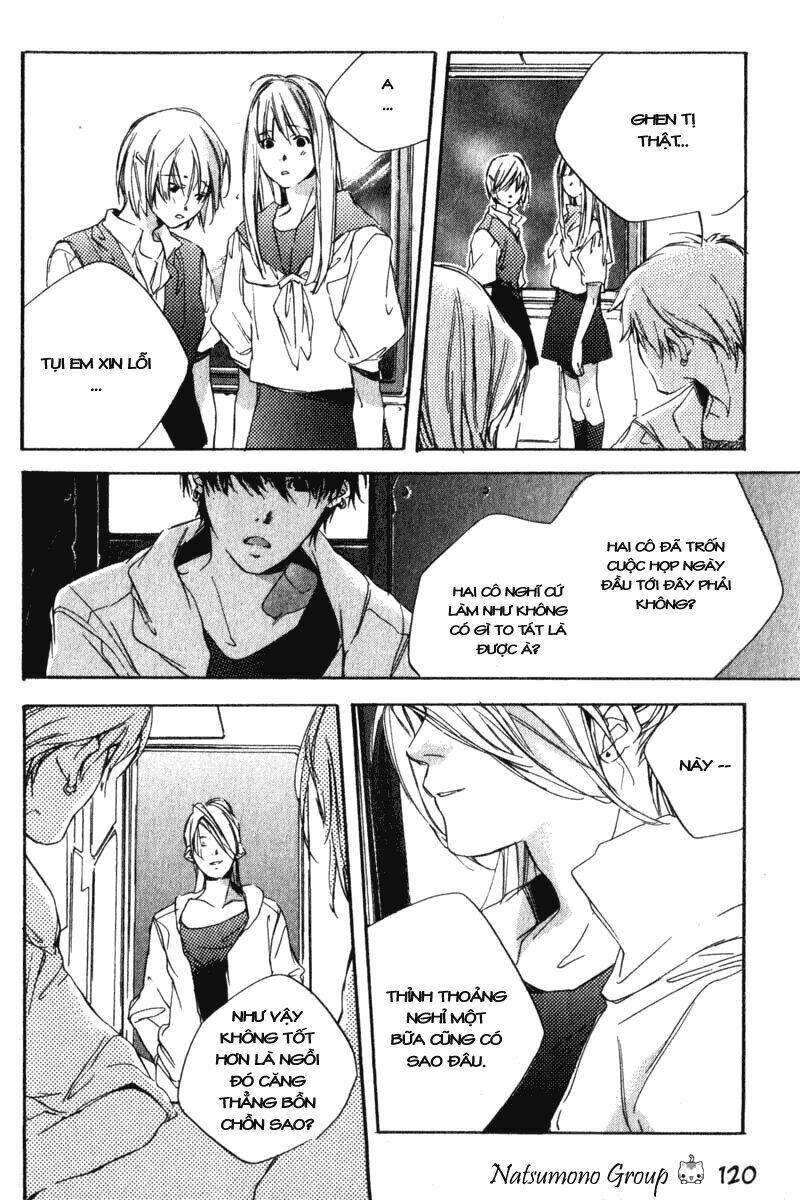 GHEN TỊ
THẬT...
A
...
TỤI EM XIN LỖI
...
HAI CÔ ĐÃ TRỐN
CUỘC HỌP NGÀY
ĐẦU TỚI ĐÂY PHẢI
KHÔNG?
HAI CÔ NGHĨ CỨ
LÀM NHƯ KHÔNG
CÓ GÌ TO TÁT LÀ
ĐƯỢC À?
NÀY --
THỈNH THOẢNG
NGHỈ MỘT
BỮA CŨNG CÓ
SAO ĐÂU.
NHƯ VẬY
KHÔNG TỐT
HƠN LÀ NGỒI
ĐÓ CĂNG
THẲNG BỒN
CHỒN SAO?
Natsumono Group 120